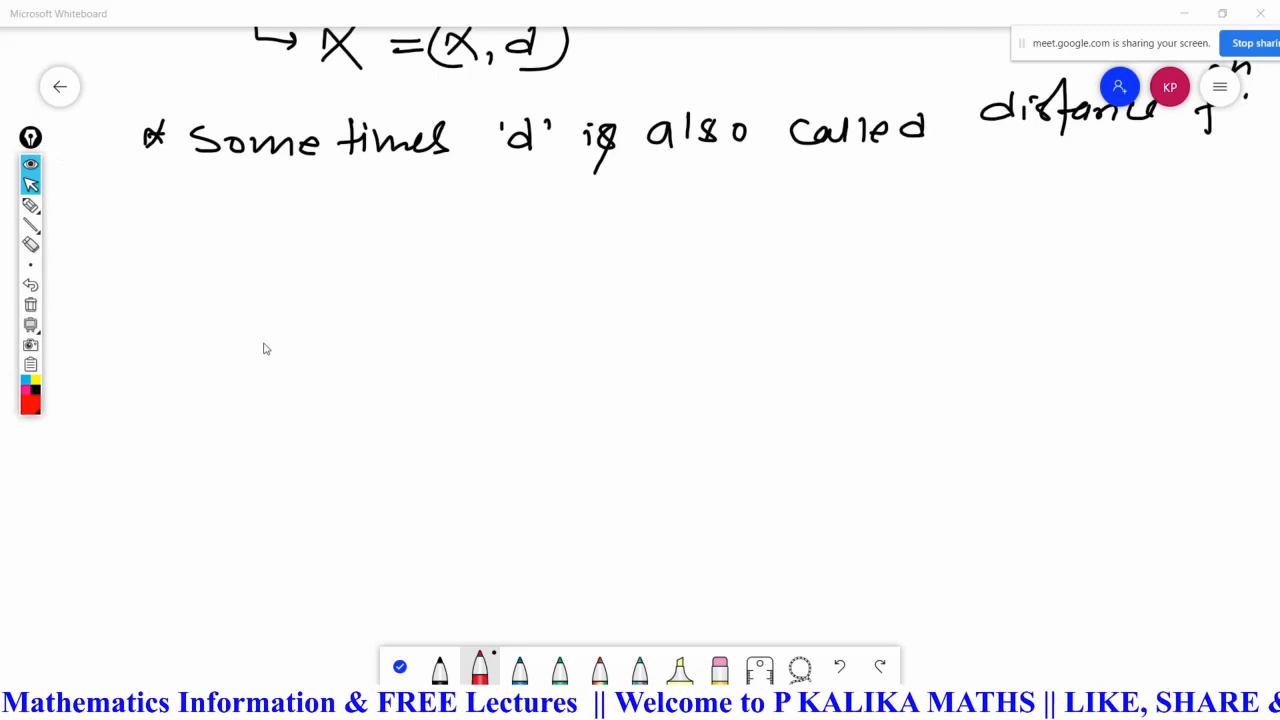 Microsoft Whiteboard
meet.google.com is sharing your screen.
Stop shari
→ X = (X, d)
KP
* Some times 'd' is also called distance fn.
Mathematics Information & FREE Lectures || Welcome to P KALIKA MATHS || LIKE, SHARE &